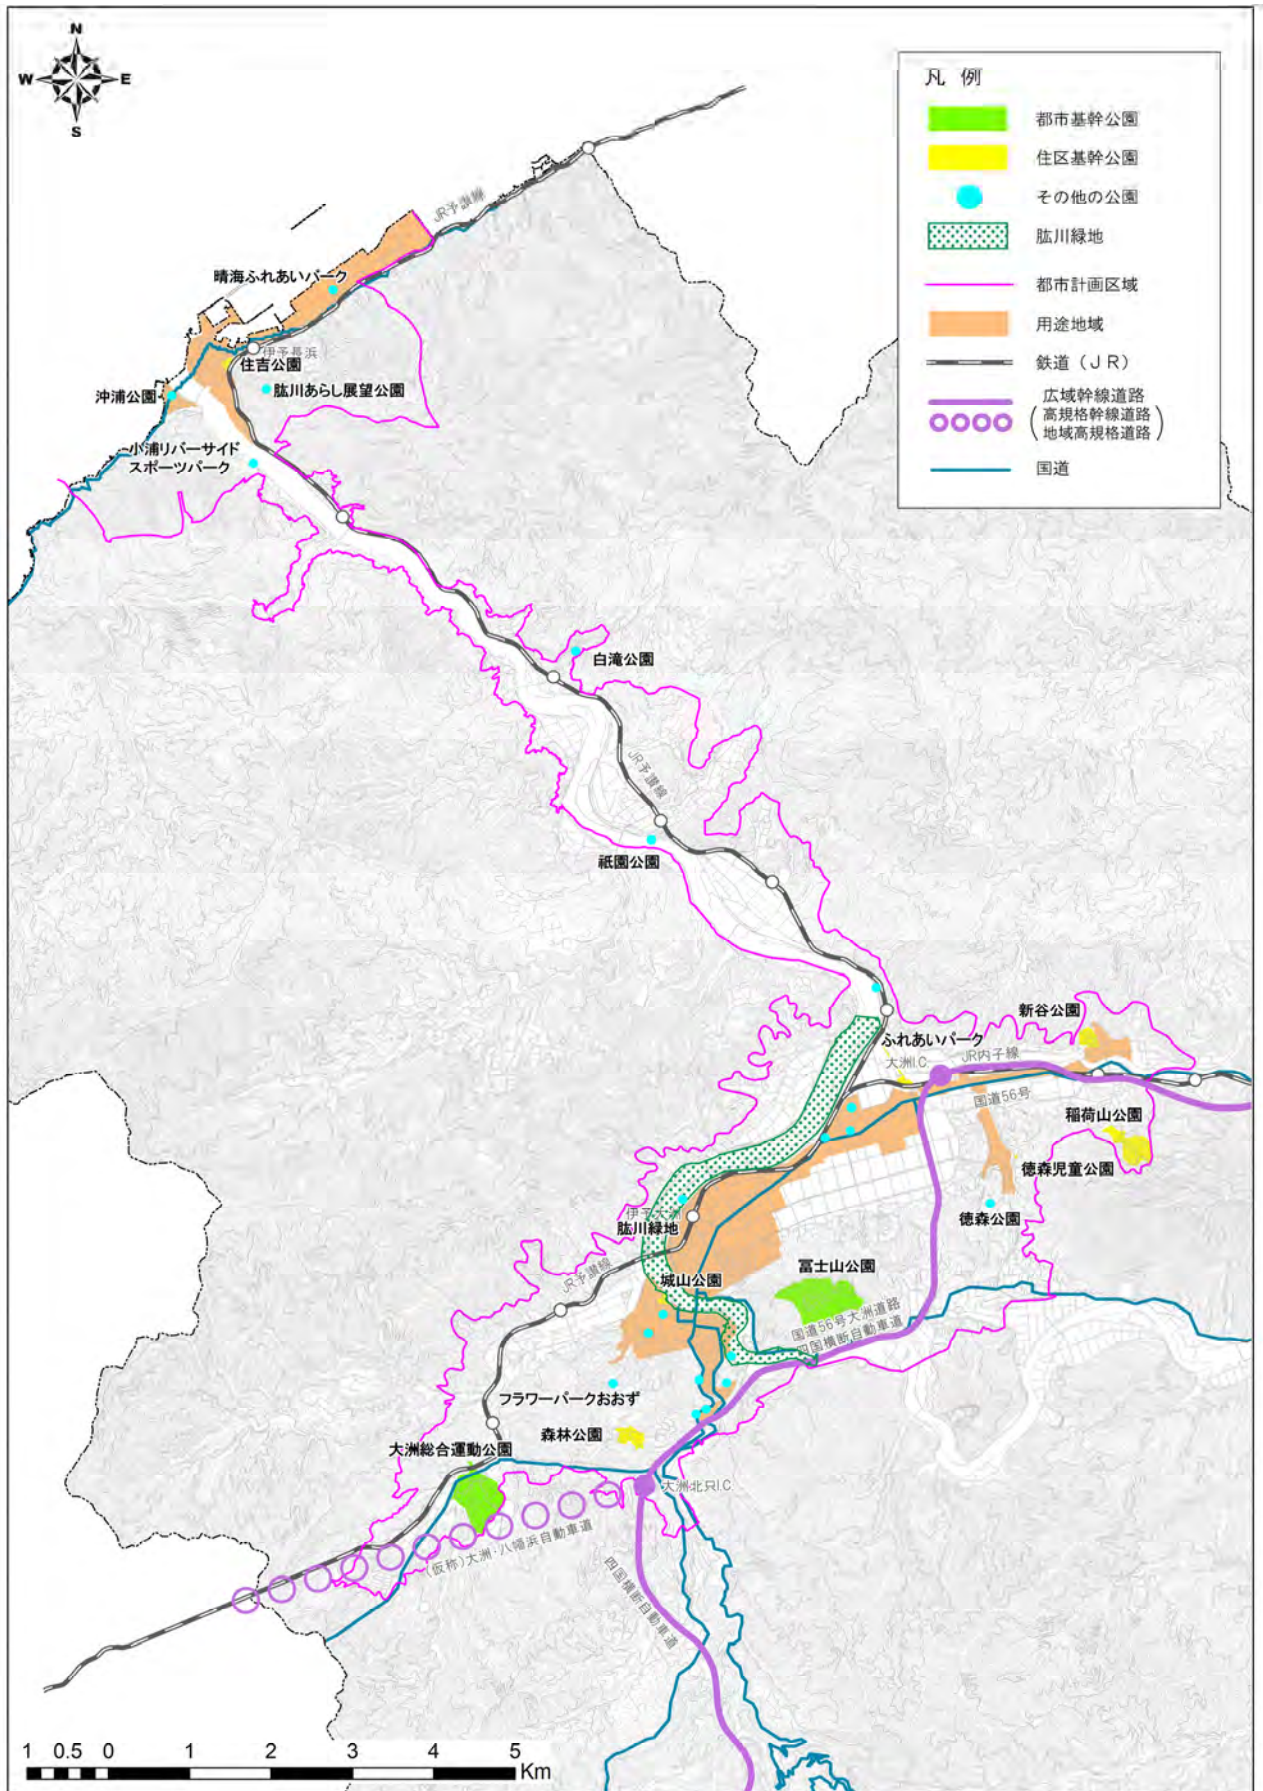 N
W
E
S
凡 例
都市基幹公園
住区基幹公園
その他の公園
肱川緑地
都市計画区域
用途地域
鉄道（ＪＲ）
広域幹線道路
（高規格幹線道路
地域高規格道路）
国道
JR予讃線
晴海ふれあいパーク
伊予長浜
住吉公園
肱川あらし展望公園
沖浦公園
小浦リバーサイド
スポーツパーク
白滝公園
JR予讃線
祇園公園
新谷公園
ふれあいパーク
大洲I.C
JR内子線
国道56号
稲荷山公園
徳森児童公園
徳森公園
伊予大洲
肱川緑地
冨士山公園
城山公園
JR予讃線
国道56号大洲道路
四国横断自動車道
フラワーパークおおず
森林公園
大洲総合運動公園
大洲北只I.C
(仮称)大洲・八幡浜自動車道
四国横断自動車道
1 0.5 0 1 2 3 4 5
Km